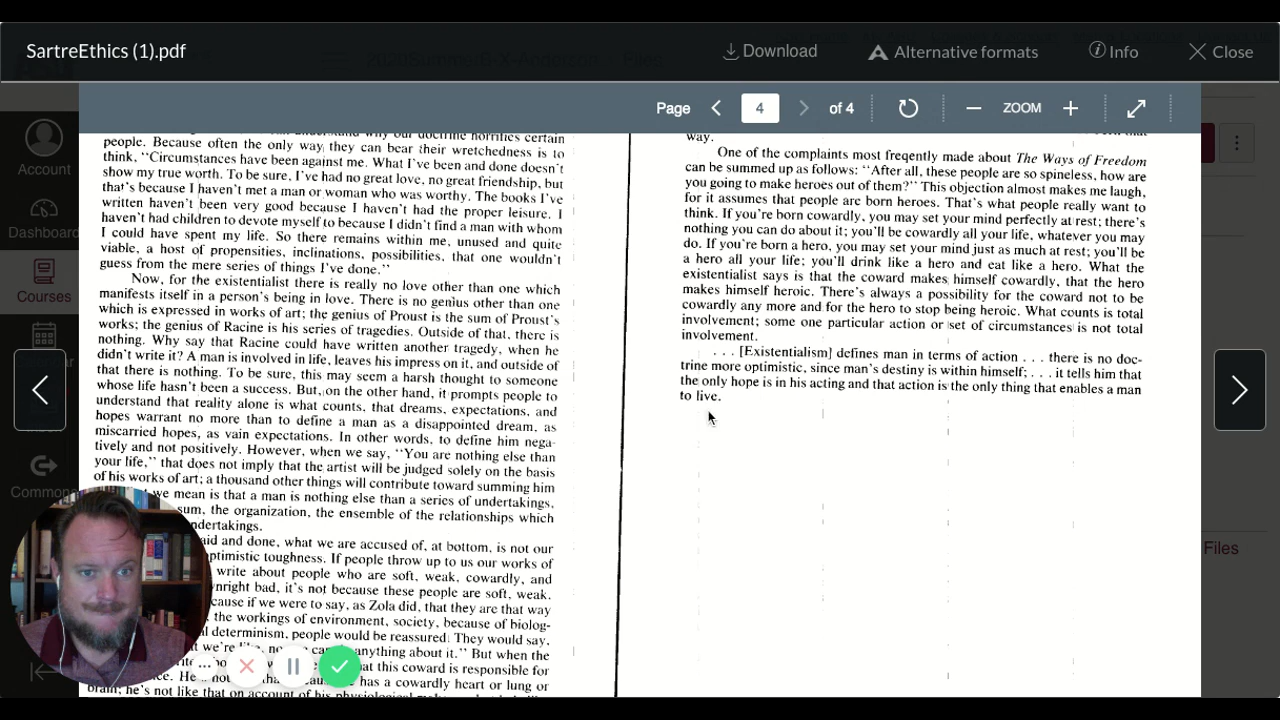 SartreEthics (1).pdf
Download
Alternative formats
Info
Close
Page
4
of 4
ZOOM
Account
Dashboard
Courses
Commons
Files
why our doctrine horrifies certain
people. Because often the only way they can bear their wretchedness is to
think, “Circumstances have been against me. What I've been and done doesn't
show my true worth. To be sure, I've had no great love, no great friendship, but
that's because I haven't met a man or woman who was worthy. The books I've
written haven't been very good because I haven't had the proper leisure. I
haven't had children to devote myself to because I didn't find a man with whom
I could have spent my life. So there remains within me, unused and quite
viable, a host of propensities, inclinations, possibilities, that one wouldn't
guess from the mere series of things I've done.”
Now, for the existentialist there is really no love other than one which
manifests itself in a person's being in love. There is no genius other than one
which is expressed in works of art; the genius of Proust is the sum of Proust's
works; the genius of Racine is his series of tragedies. Outside of that, there is
nothing. Why say that Racine could have written another tragedy, when he
didn't write it? A man is involved in life, leaves his impress on it, and outside of
that there is nothing. To be sure, this may seem a harsh thought to someone
whose life hasn't been a success. But, on the other hand, it prompts people to
understand that reality alone is what counts, that dreams, expectations, and
hopes warrant no more than to define a man as a disappointed dream, as
miscarried hopes, as vain expectations. In other words, to define him nega-
tively and not positively. However, when we say, “You are nothing else than
your life,” that does not imply that the artist will be judged solely on the basis
of his works of art; a thousand other things will contribute toward summing him
we mean is that a man is nothing else than a series of undertakings,
sum, the organization, the ensemble of the relationships which
undertakings.
said and done, what we are accused of, at bottom, is not our
optimistic toughness. If people throw up to us our works of
write about people who are soft, weak, cowardly, and
downright bad, it's not because these people are soft, weak,
because if we were to say, as Zola did, that they are that way
the workings of environment, society, because of biolog-
determinism, people would be reassured. They would say,
we're like, no anything about it.” But when the
that this coward is responsible for
has a cowardly heart or lung or
brain; he's not like that on account of his physiological
way.
One of the complaints most freqently made about The Ways of Freedom
can be summed up as follows: “After all, these people are so spineless, how are
you going to make heroes out of them?” This objection almost makes me laugh,
for it assumes that people are born heroes. That's what people really want to
think. If you're born cowardly, you may set your mind perfectly at rest; there's
nothing you can do about it; you'll be cowardly all your life, whatever you may
do. If you're born a hero, you may set your mind just as much at rest; you'll be
a hero all your life; you'll drink like a hero and eat like a hero. What the
existentialist says is that the coward makes himself cowardly, that the hero
makes himself heroic. There's always a possibility for the coward not to be
cowardly any more and for the hero to stop being heroic. What counts is total
involvement; some one particular action or set of circumstances is not total
involvement.
. . . [Existentialism] defines man in terms of action . . . there is no doc-
trine more optimistic, since man's destiny is within himself; . . . it tells him that
the only hope is in his acting and that action is the only thing that enables a man
to live.